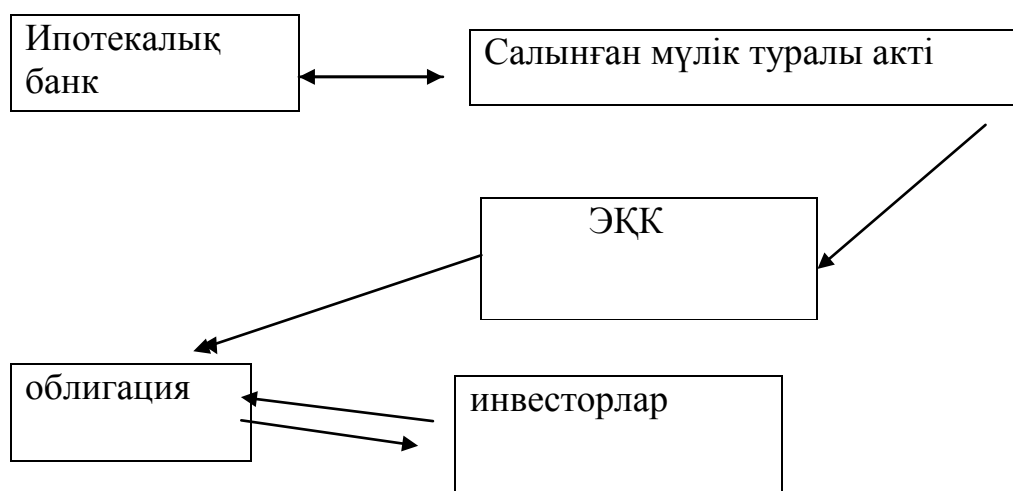 Ипотекалық
банк
Салынған мүлік туралы акті
ЭҚК
облигация
инвесторлар